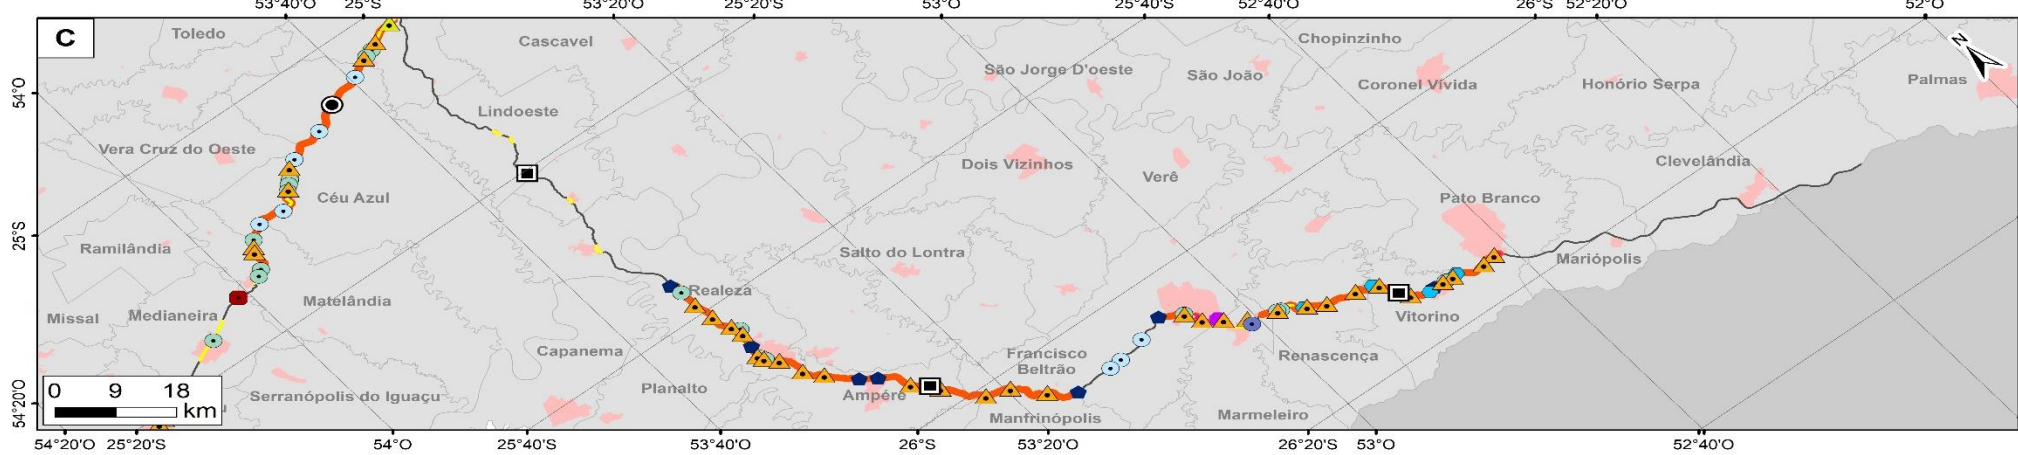 53°40'O 25°S 53°20'O 25°20'S 53°O 25°40'S 52°40'O 26°S 52°20'O 52°O
C
N
Toledo
Cascavel
Chopinzinho
São Jorge D'oeste
São João
Coronel Vivida
Honório Serpa
Palmas
54°O
Lindoeste
Vera Cruz do Oeste
Dois Vizinhos
Verê
Clevelândia
Céu Azul
Pato Branco
25°S
Ramilândia
Salto do Lontra
Mariópolis
Realeza
Matelândia
Missal
Medianeira
Vitorino
Capanema
Francisco
Beltrão
Renascença
Planalto
Ampére
Serranópolis do Iguaçu
Manfrinópolis
Marmeleiro
0 9 18
km
u
54°20'O
54°20'O 25°20'S 54°O 25°40'S 53°40'O 26°S 53°20'O 26°20'S 53°O 52°40'O